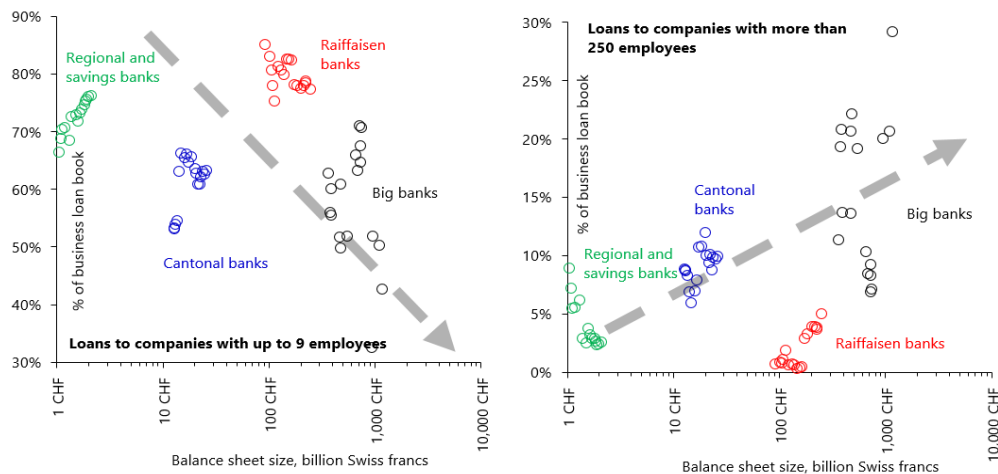 90%
80%
70%
60%
50%
40%
30%
% of business loan book
Regional and
savings banks
Raiffaisen
banks
Cantonal banks
Big banks
Loans to companies with up to 9 employees
1 CHF
10 CHF
100 CHF
1,000 CHF
10,000 CHF
Balance sheet size, billion Swiss francs
30%
25%
20%
15%
10%
5%
0%
% of business loan book
Loans to companies with more than
250 employees
Cantonal
banks
Regional and
savings banks
Big banks
Raiffaisen banks
1 CHF
10 CHF
100 CHF
1,000 CHF
10,000 CHF
Balance sheet size, billion Swiss francs